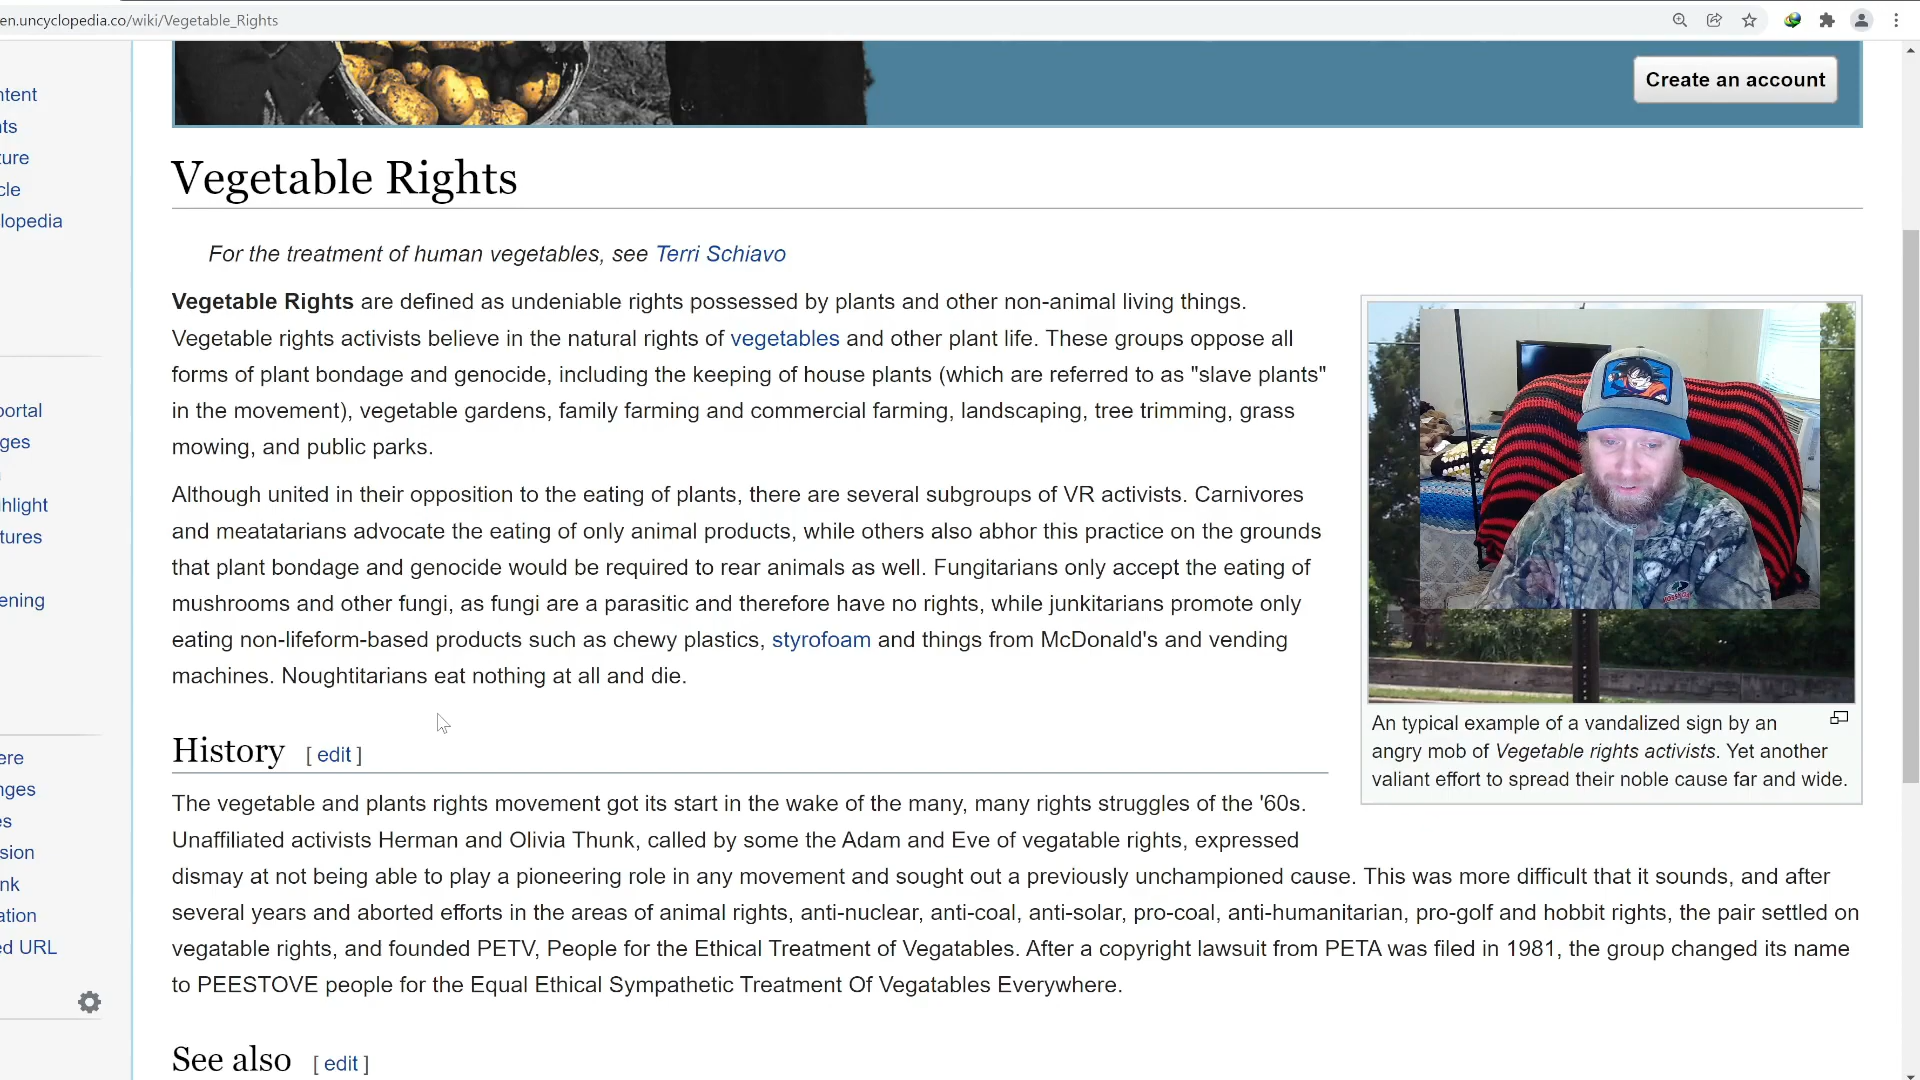 en.uncyclopedia.co/wiki/Vegetable_Rights
Create an account
ntent
nts
ture
cle
lopedia
portal
ges
hlight
tures
ening
ere
nges
es
sion
nk
ation
ed URL
Vegetable Rights
For the treatment of human vegetables, see Terri Schiavo
Vegetable Rights are defined as undeniable rights possessed by plants and other non-animal living things.
Vegetable rights activists believe in the natural rights of vegetables and other plant life. These groups oppose all
forms of plant bondage and genocide, including the keeping of house plants (which are referred to as "slave plants"
in the movement), vegetable gardens, family farming and commercial farming, landscaping, tree trimming, grass
mowing, and public parks.
Although united in their opposition to the eating of plants, there are several subgroups of VR activists. Carnivores
and meatatarians advocate the eating of only animal products, while others also abhor this practice on the grounds
that plant bondage and genocide would be required to rear animals as well. Fungitarians only accept the eating of
mushrooms and other fungi, as fungi are a parasitic and therefore have no rights, while junkitarians promote only
eating non-lifeform-based products such as chewy plastics, styrofoam and things from McDonald's and vending
machines. Noughtitarians eat nothing at all and die.
An typical example of a vandalized sign by an
angry mob of Vegetable rights activists. Yet another
valiant effort to spread their noble cause far and wide.
History [ edit ]
The vegetable and plants rights movement got its start in the wake of the many, many rights struggles of the '60s.
Unaffiliated activists Herman and Olivia Thunk, called by some the Adam and Eve of vegatable rights, expressed
dismay at not being able to play a pioneering role in any movement and sought out a previously unchampioned cause. This was more difficult that it sounds, and after
several years and aborted efforts in the areas of animal rights, anti-nuclear, anti-coal, anti-solar, pro-coal, anti-humanitarian, pro-golf and hobbit rights, the pair settled on
vegatable rights, and founded PETV, People for the Ethical Treatment of Vegatables. After a copyright lawsuit from PETA was filed in 1981, the group changed its name
to PEESTOVE people for the Equal Ethical Sympathetic Treatment Of Vegatables Everywhere.
See also [ edit ]